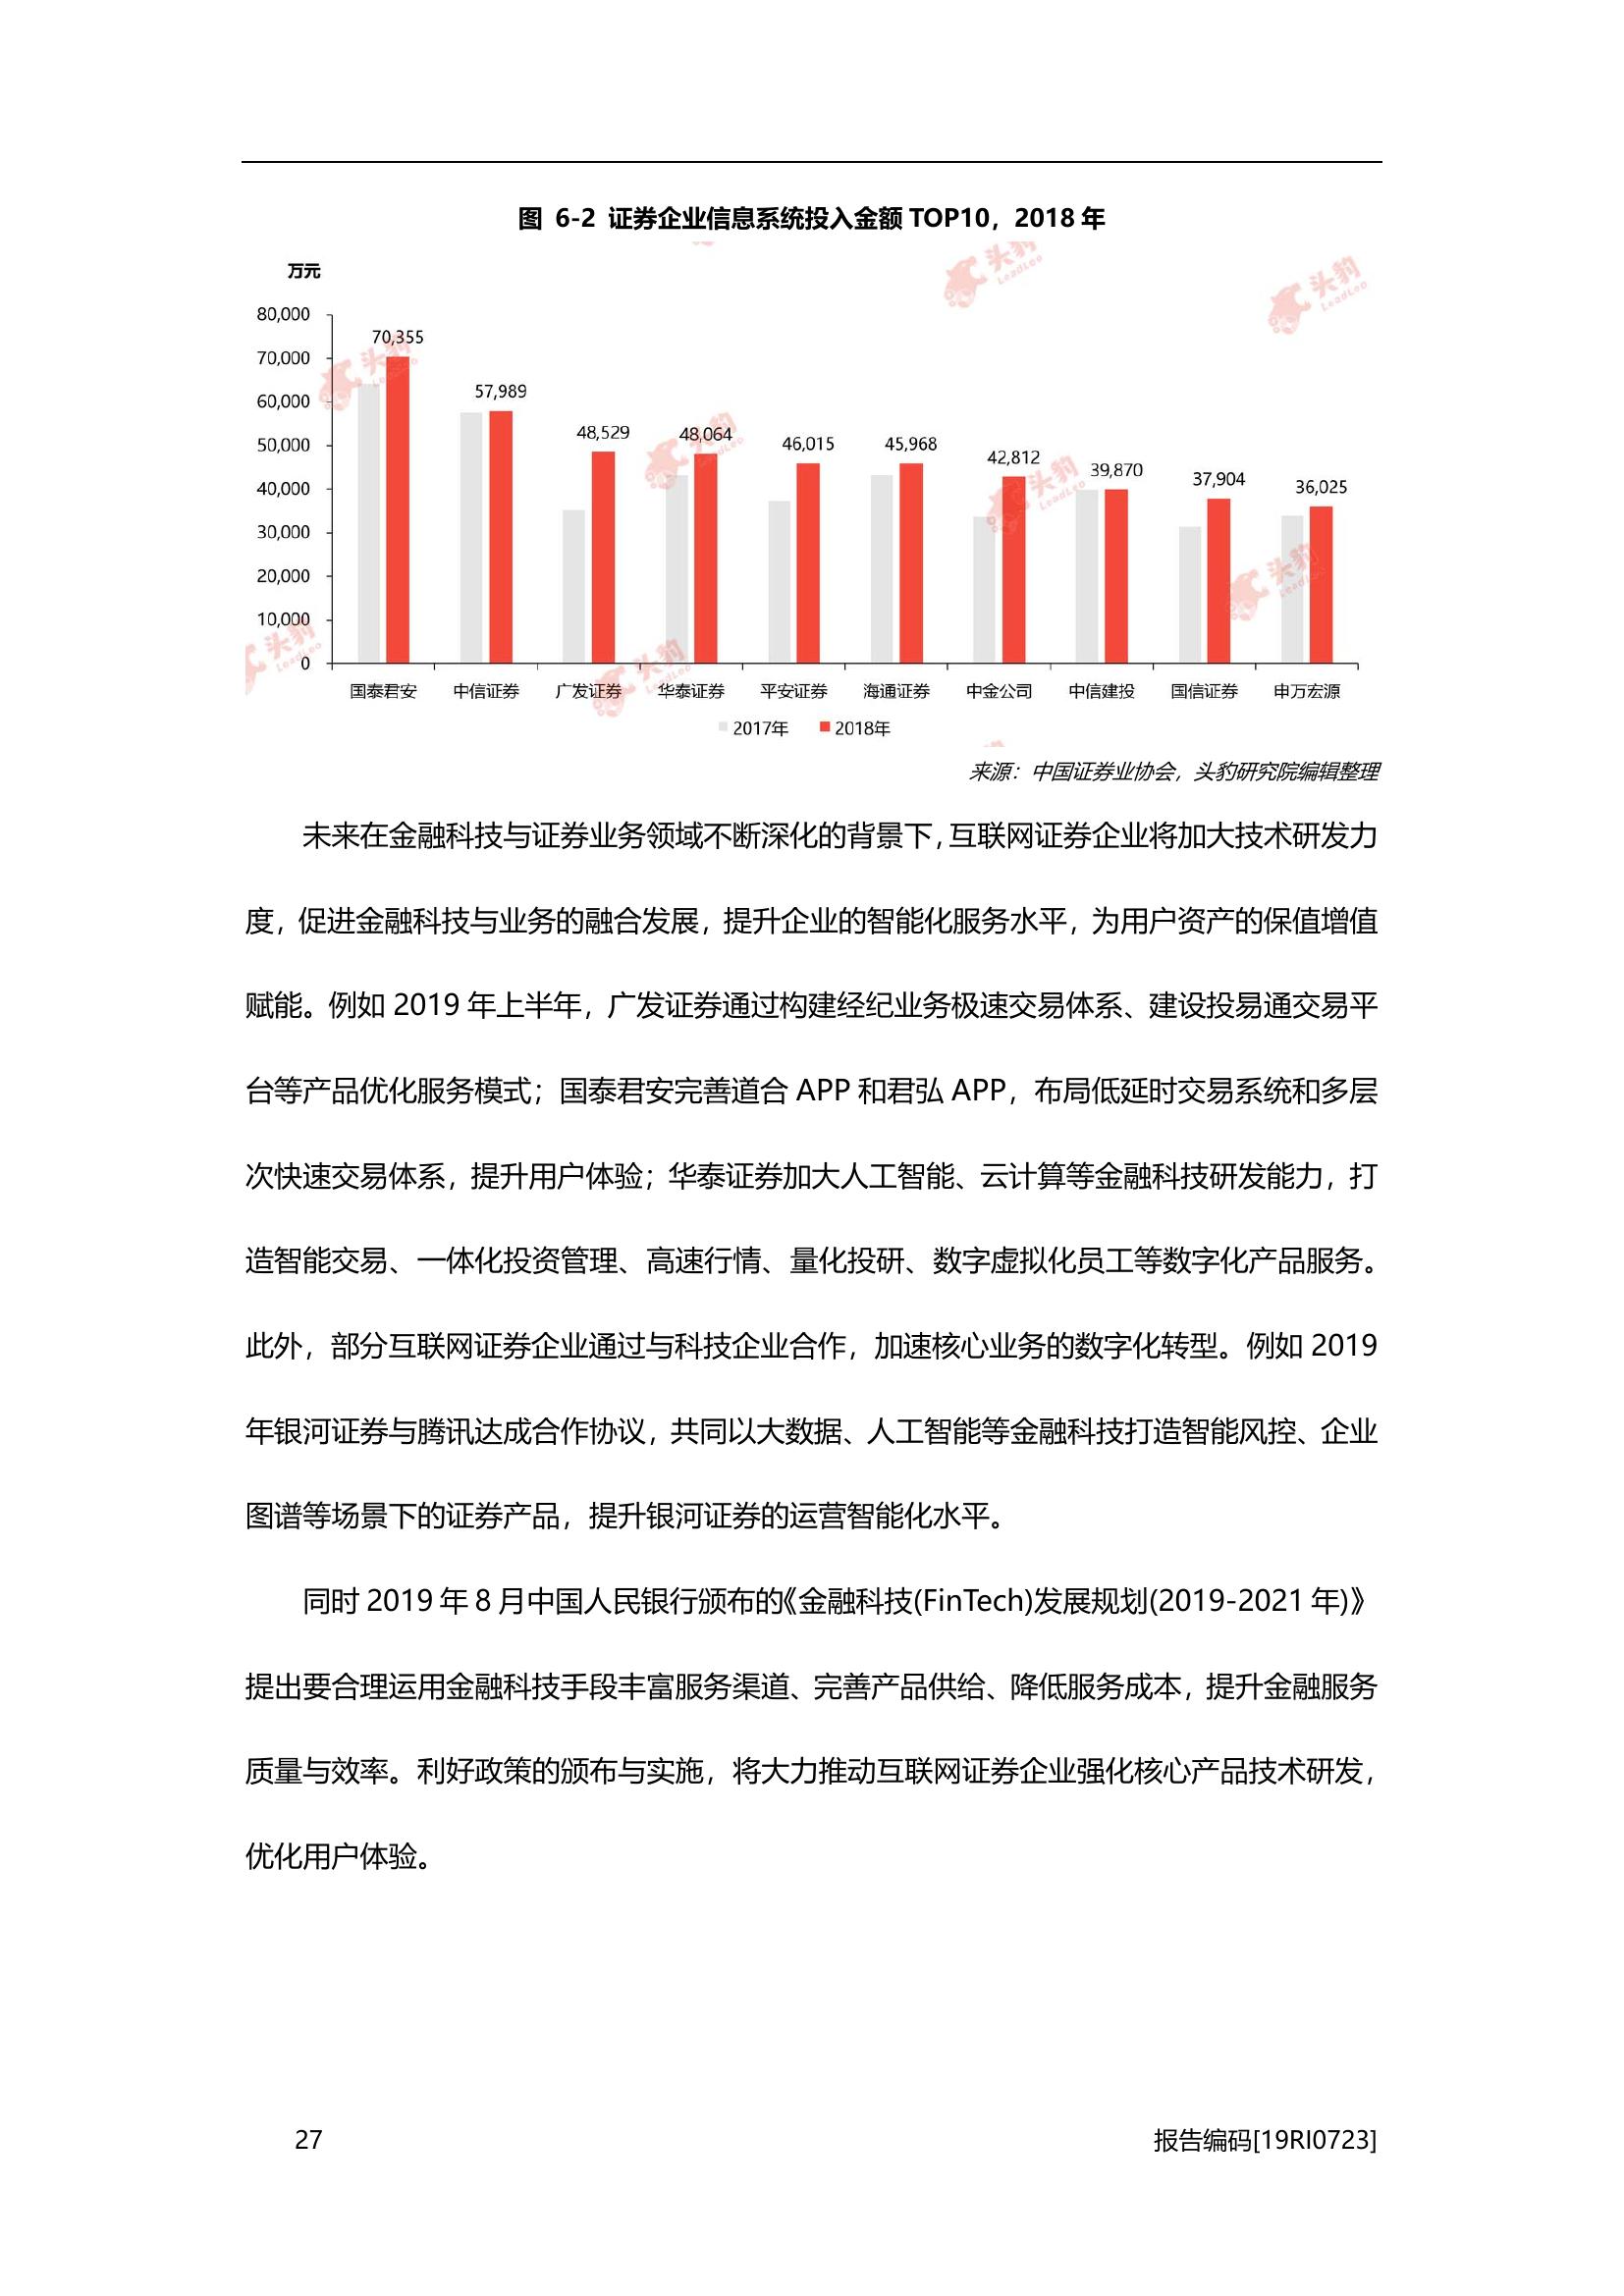 图 6-2 证券企业信息系统投入金额 TOP10，2018 年
万元
80,000
70,000
60,000
50,000
40,000
30,000
20,000
10,000
0
70,355
57,989
48,529
48,064
46,015
45,968
42,812
39,870
37,904
36,025
国泰君安 中信证券 广发证券 华泰证券 平安证券 海通证券 中金公司 中信建投 国信证券 申万宏源
2017年 2018年
头豹
LeadLeo
头豹
LeadLeo
头豹
头豹
LeadLeo
头豹
LeadLeo
头豹
头豹
LeadLeo
头豹
LeadLeo
来源：中国证券业协会，头豹研究院编辑整理
未来在金融科技与证券业务领域不断深化的背景下，互联网证券企业将加大技术研发力
度，促进金融科技与业务的融合发展，提升企业的智能化服务水平，为用户资产的保值增值
赋能。例如 2019 年上半年，广发证券通过构建经纪业务极速交易体系、建设投易通交易平
台等产品优化服务模式；国泰君安完善道合 APP 和君弘 APP，布局低延时交易系统和多层
次快速交易体系，提升用户体验；华泰证券加大人工智能、云计算等金融科技研发能力，打
造智能交易、一体化投资管理、高速行情、量化投研、数字虚拟化员工等数字化产品服务。
此外，部分互联网证券企业通过与科技企业合作，加速核心业务的数字化转型。例如 2019
年银河证券与腾讯达成合作协议，共同以大数据、人工智能等金融科技打造智能风控、企业
图谱等场景下的证券产品，提升银河证券的运营智能化水平。
同时 2019 年 8 月中国人民银行颁布的《金融科技(FinTech)发展规划(2019-2021 年)》
提出要合理运用金融科技手段丰富服务渠道、完善产品供给、降低服务成本，提升金融服务
质量与效率。利好政策的颁布与实施，将大力推动互联网证券企业强化核心产品技术研发，
优化用户体验。
27
报告编码[19RI0723]